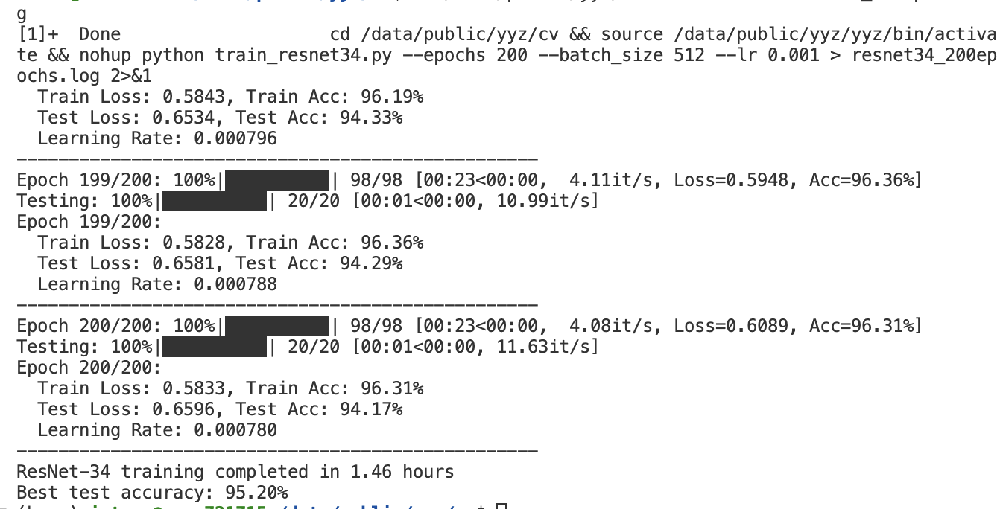 g
[1]+  Done                    cd /data/public/yyz/cv && source /data/public/yyz/yyz/bin/activa
te && nohup python train_resnet34.py --epochs 200 --batch_size 512 --lr 0.001 > resnet34_200ep
ochs.log 2>&1
  Train Loss: 0.5843, Train Acc: 96.19%
  Test Loss: 0.6534, Test Acc: 94.33%
  Learning Rate: 0.000796
--------------------------------------------------
Epoch 199/200: 100%|██████████| 98/98 [00:23<00:00,  4.11it/s, Loss=0.5948, Acc=96.36%]
Testing: 100%|██████████| 20/20 [00:01<00:00, 10.99it/s]
Epoch 199/200:
  Train Loss: 0.5828, Train Acc: 96.36%
  Test Loss: 0.6581, Test Acc: 94.29%
  Learning Rate: 0.000788
--------------------------------------------------
Epoch 200/200: 100%|██████████| 98/98 [00:23<00:00,  4.08it/s, Loss=0.6089, Acc=96.31%]
Testing: 100%|██████████| 20/20 [00:01<00:00, 11.63it/s]
Epoch 200/200:
  Train Loss: 0.5833, Train Acc: 96.31%
  Test Loss: 0.6596, Test Acc: 94.17%
  Learning Rate: 0.000780
--------------------------------------------------
ResNet-34 training completed in 1.46 hours
Best test accuracy: 95.20%